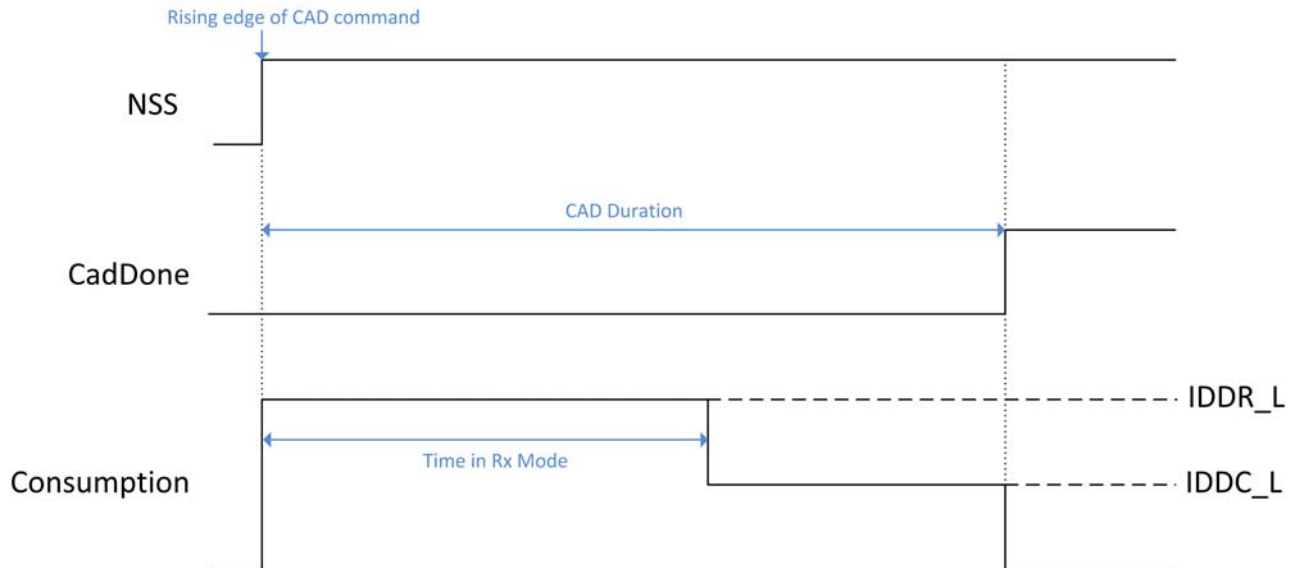 Rising edge of CAD command
NSS
CAD Duration
CadDone
IDDR_L
Time in Rx Mode
Consumption
IDDC_L